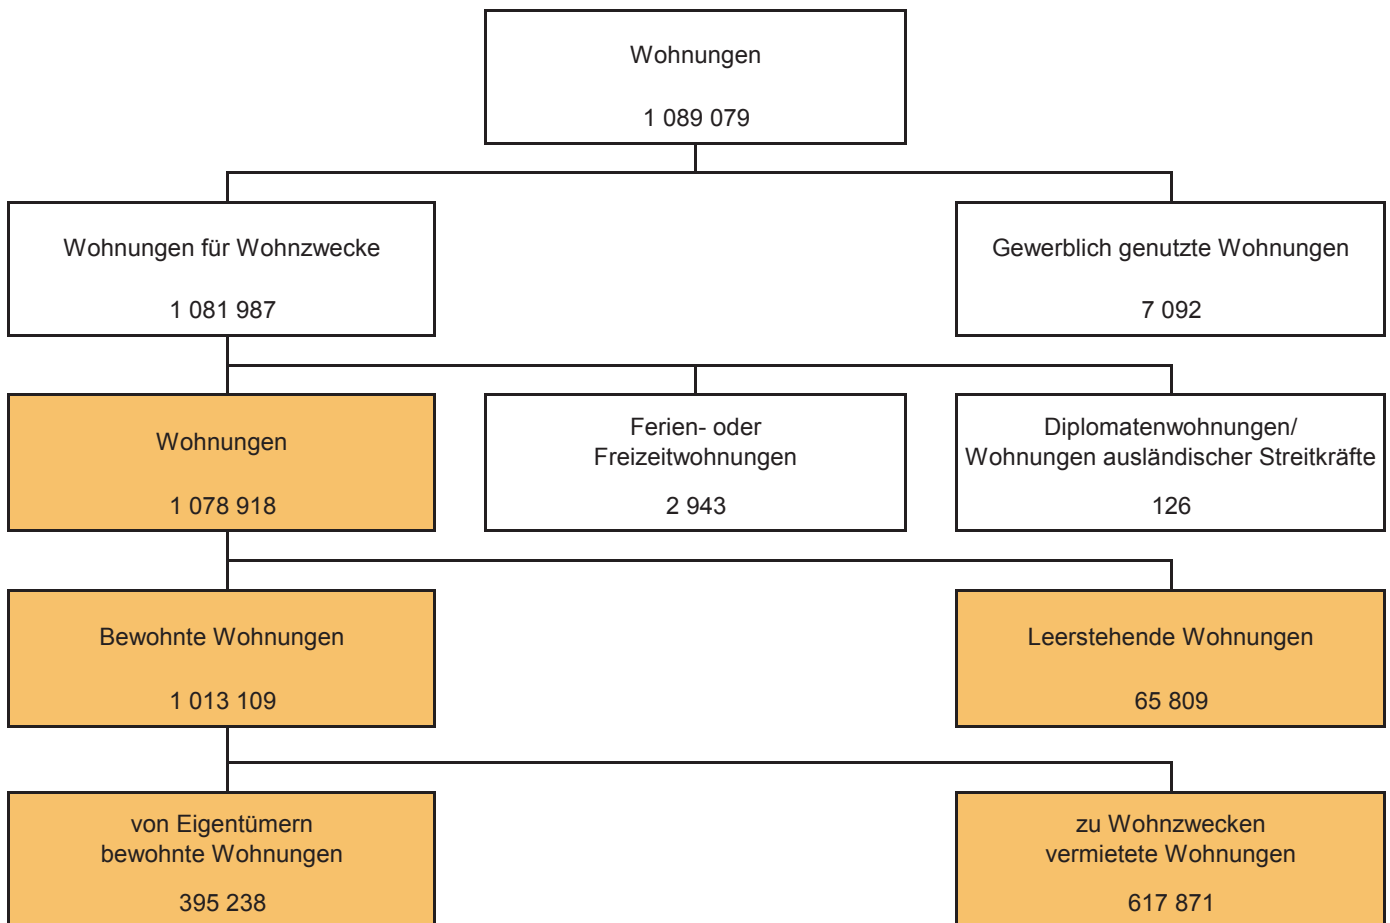 Wohnungen
1 089 079
Wohnungen für Wohnzwecke
1 081 987
Gewerblich genutzte Wohnungen
7 092
Wohnungen
1 078 918
Ferien- oder
Freizeitwohnungen
2 943
Diplomatenwohnungen/
Wohnungen ausländischer Streitkräfte
126
Bewohnte Wohnungen
1 013 109
Leerstehende Wohnungen
65 809
von Eigentümern
bewohnte Wohnungen
395 238
zu Wohnzwecken
vermietete Wohnungen
617 871